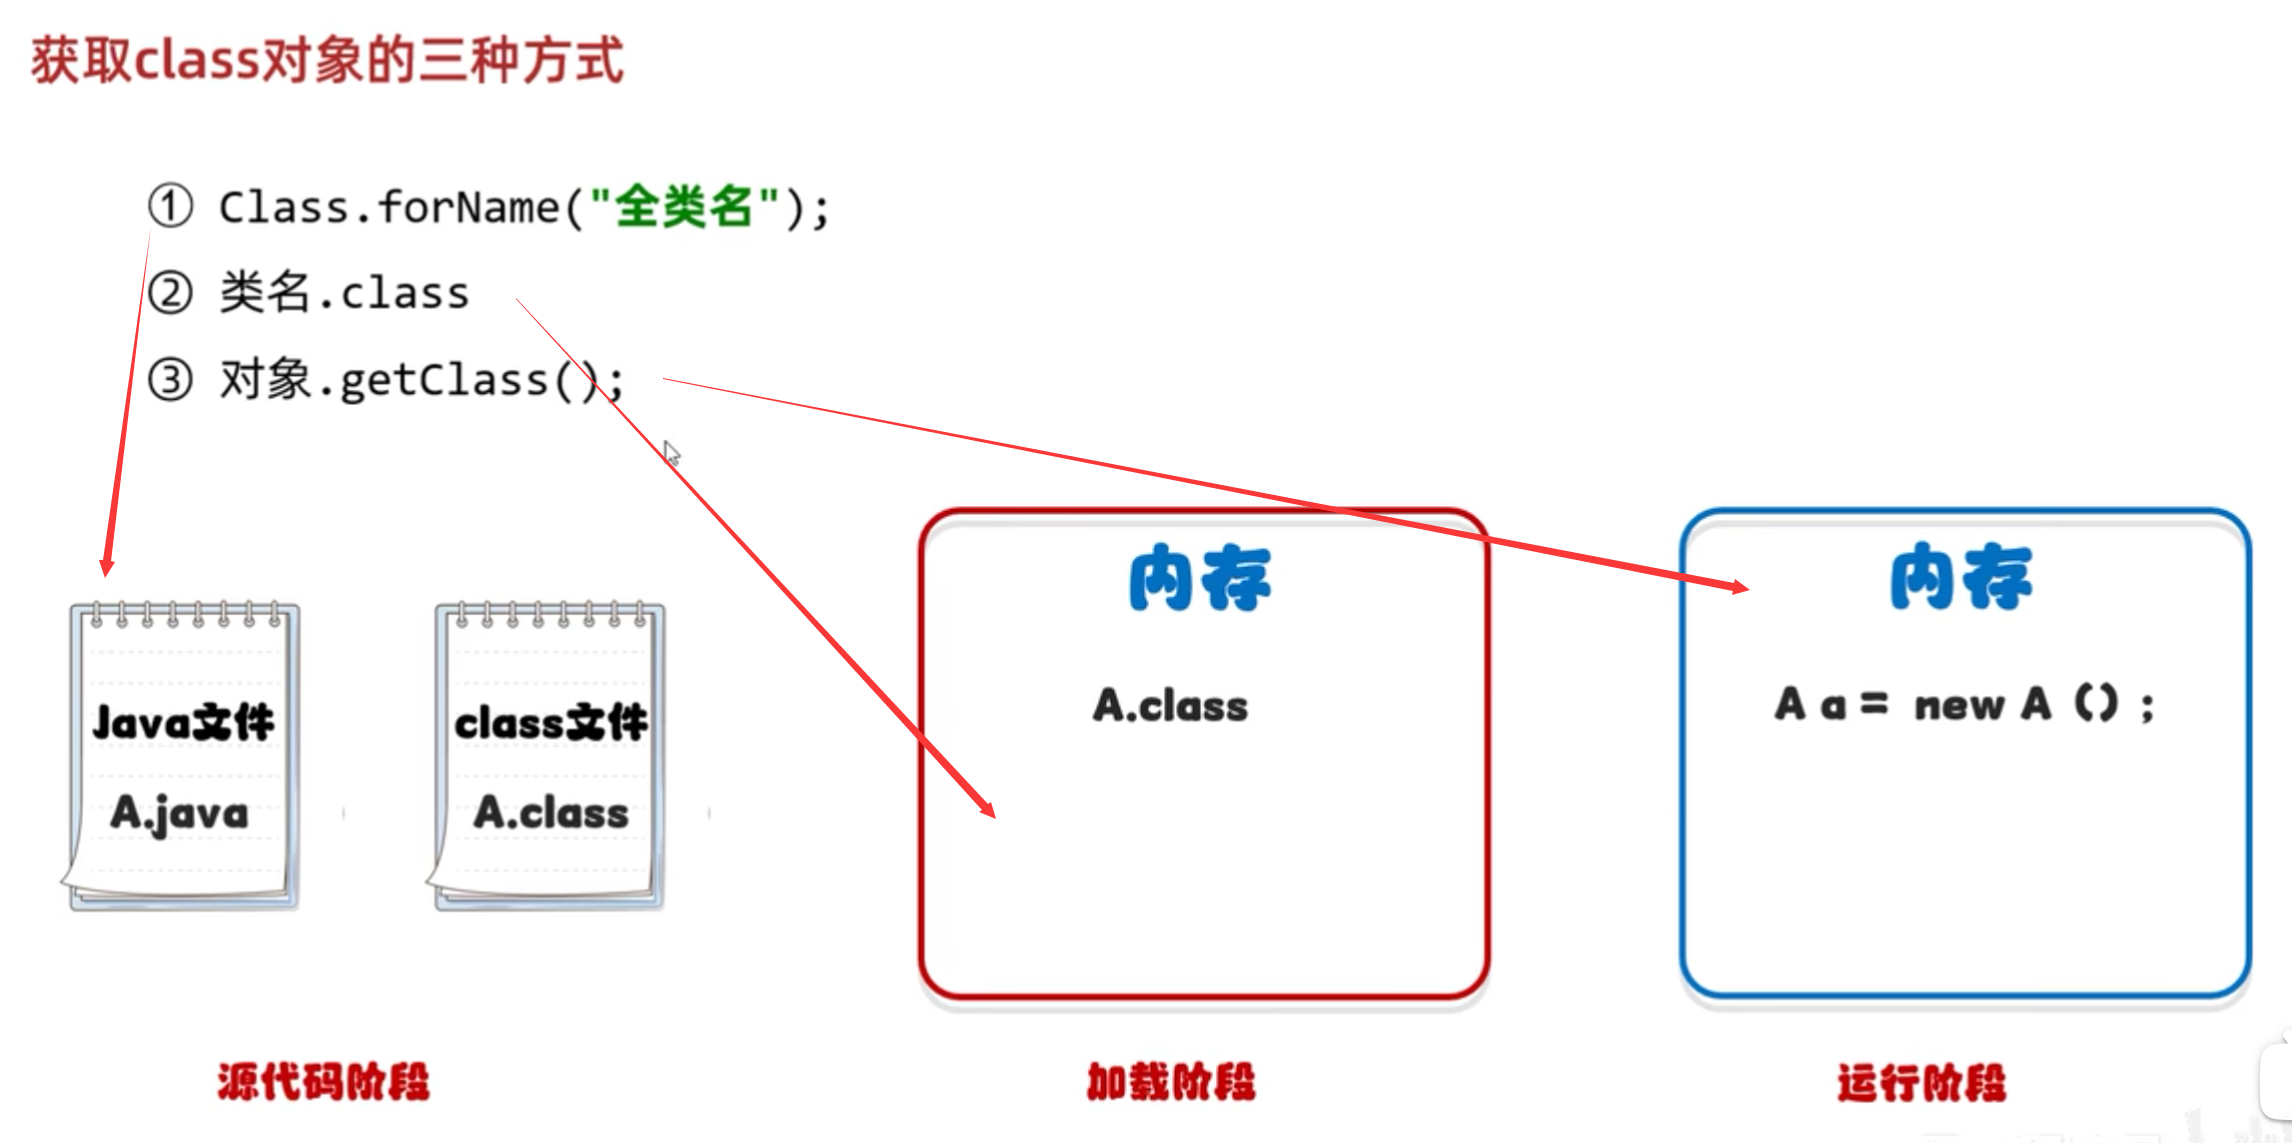 获取class对象的三种方式
① Class.forName("全类名");
② 类名.class
③ 对象.getClass();
内存
内存
A.class
A a = new A () ;
Java文件
class文件
A.java
A.class
源代码阶段
加载阶段
运行阶段